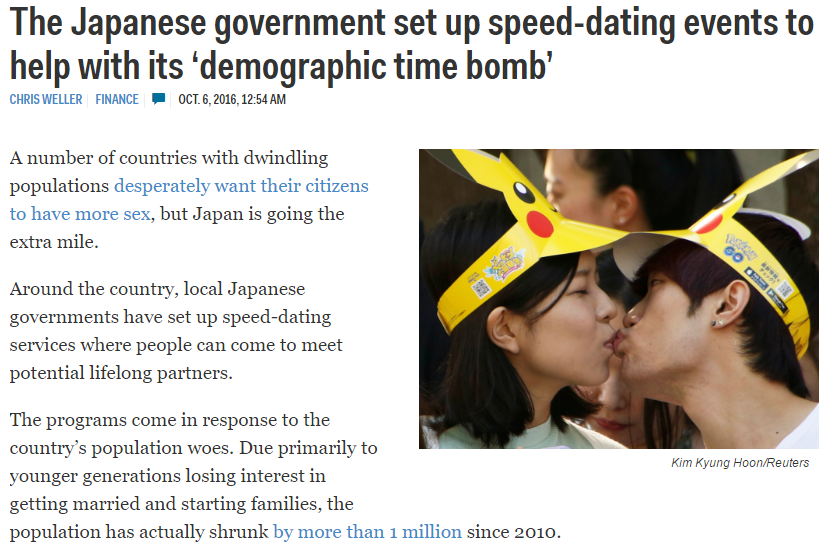 The Japanese government set up speed-dating events to
help with its ‘demographic time bomb’
CHRIS WELLER FINANCE OCT. 6, 2016, 12:54 AM
A number of countries with dwindling
populations desperately want their citizens
to have more sex, but Japan is going the
extra mile.
Around the country, local Japanese
governments have set up speed-dating
services where people can come to meet
potential lifelong partners.
The programs come in response to the
country’s population woes. Due primarily to
younger generations losing interest in
getting married and starting families, the
population has actually shrunk by more than 1 million since 2010.
Pokémon
GO
Kim Kyung Hoon/Reuters